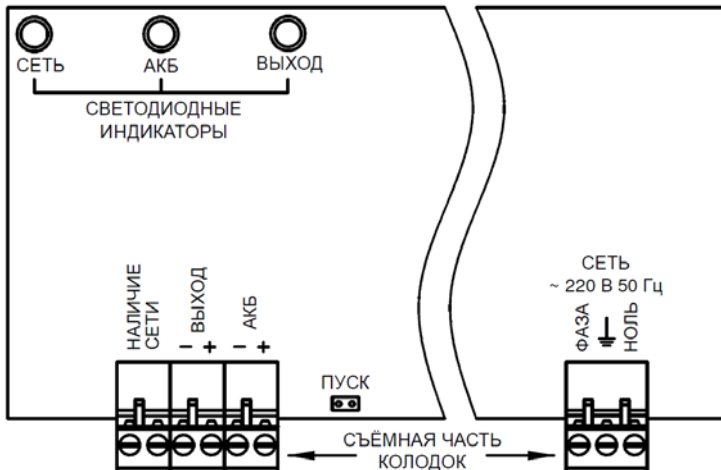 СЕТЬ
АКБ
ВЫХОД
СВЕТОДИОДНЫЕ
ИНДИКАТОРЫ
НАЛИЧИЕ
СЕТИ
ВЫХОД
− +
АКБ
− +
ПУСК
СЕТЬ
~ 220 В 50 Гц
ФАЗА
НОЛЬ
СЪЁМНАЯ ЧАСТЬ
КОЛОДОК